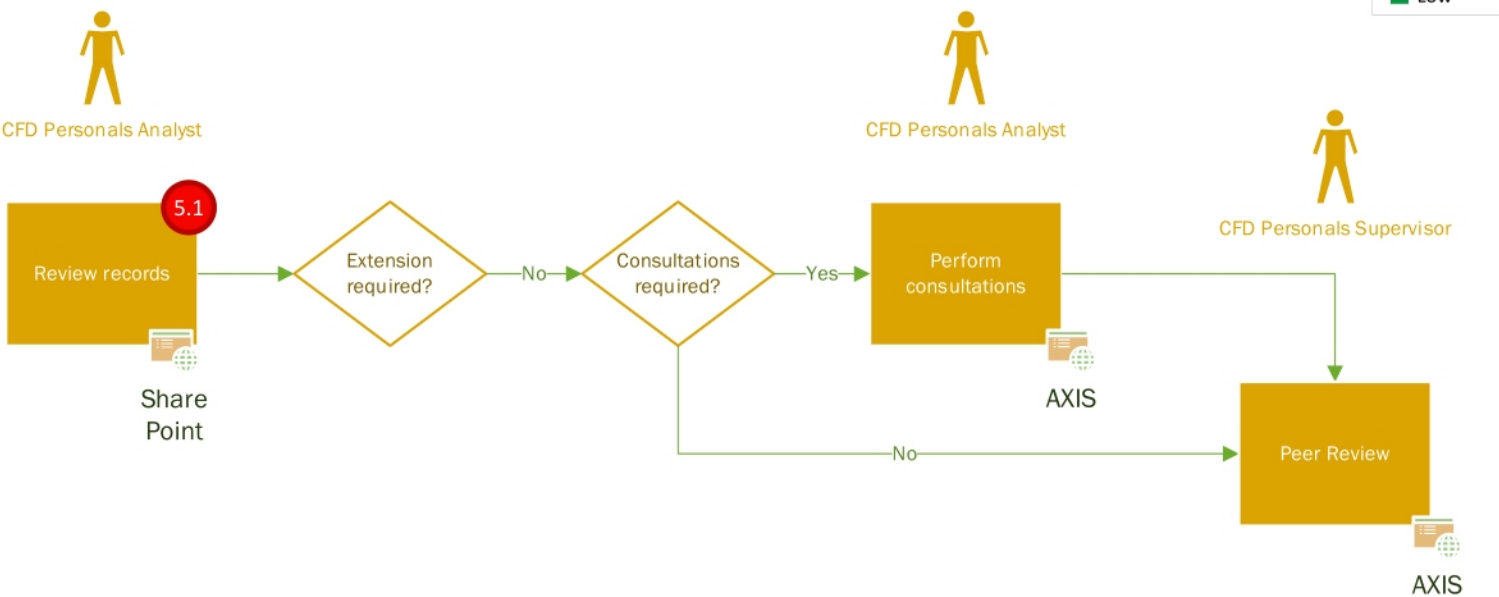 Low
CFD Personals Analyst
CFD Personals Analyst
CFD Personals Supervisor
5.1
Review records
Extension
required?
No
Consultations
required?
Yes
Perform
consultations
Share
Point
AXIS
No
Peer Review
AXIS